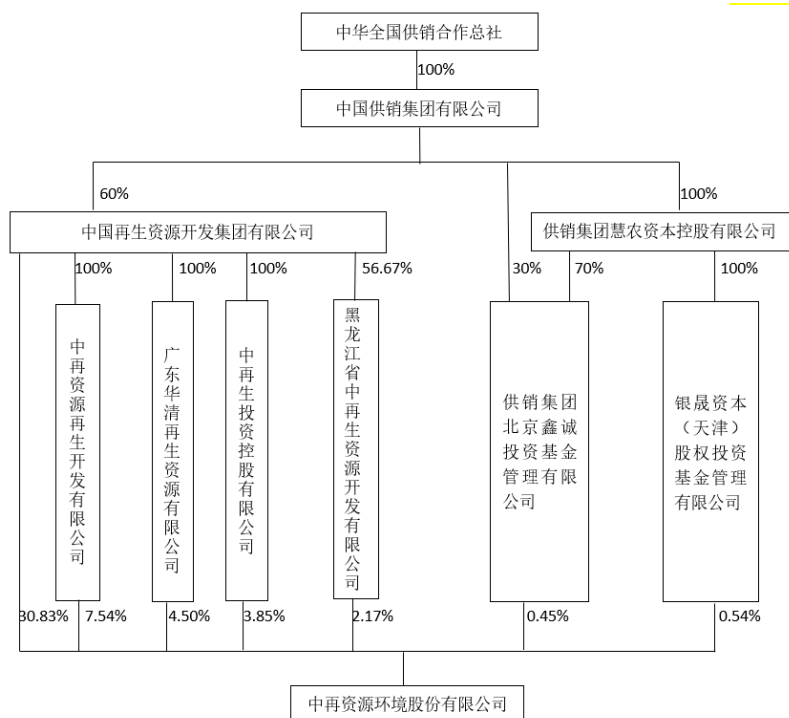 中华全国供销合作总社
100%
中国供销集团有限公司
60%
100%
中国再生资源开发集团有限公司
供销集团慧农资本控股有限公司
100%
100%
100%
56.67%
30%
70%
100%
中再资源再生开发有限公司
广东华清再生资源有限公司
中再生投资控股有限公司
黑龙江省中再生资源开发有限公司
供销集团
北京鑫诚
投资基金
管理有限
公司
银晟资本
（天津）
股权投资
基金管理
有限公司
30.83%
7.54%
4.50%
3.85%
2.17%
0.45%
0.54%
中再资源环境股份有限公司